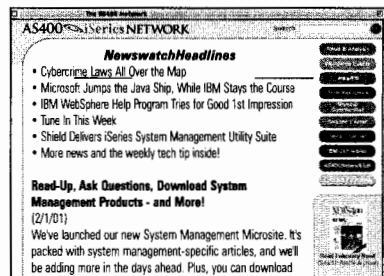 The AS400 Network
AS400 iSeries NETWORK
Search
NewswatchHeadlines
• Cybercrime Laws All Over the Map
• Microsoft Jumps the Java Ship, While IBM Stays the Course
• IBM WebSphere Help Program Tries for Good 1st Impression
• Tune In This Week
• Shield Delivers iSeries System Management Utility Suite
• More news and the weekly tech tip inside!
Read-Up, Ask Questions, Download System
Management Products - and More!
(2/1/01)
We've launched our new System Management Microsite. It's
packed with system management-specific articles, and we'll
be adding more in the days ahead. Plus, you can download